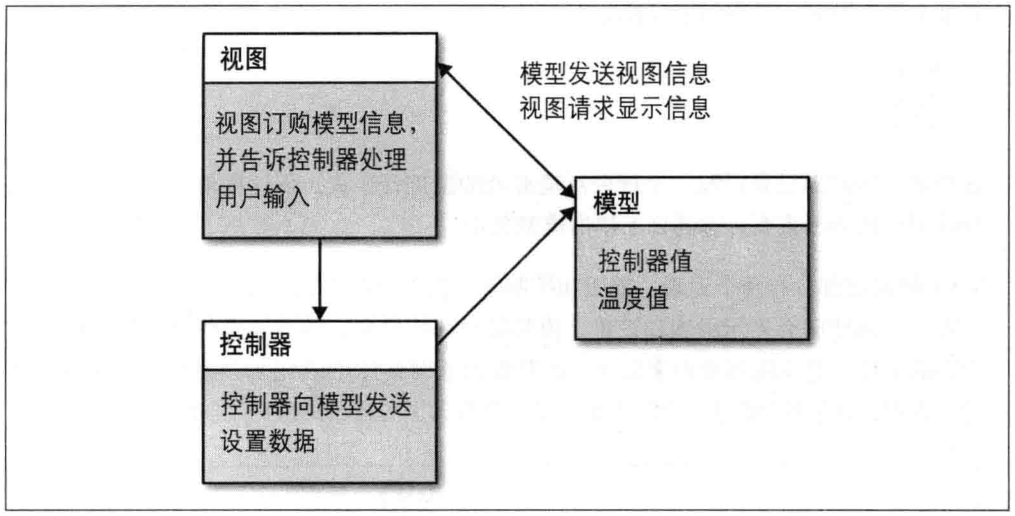 视图
视图订购模型信息，
并告诉控制器处理
用户输入
模型发送视图信息
视图请求显示信息
模型
控制器值
温度值
控制器
控制器向模型发送
设置数据